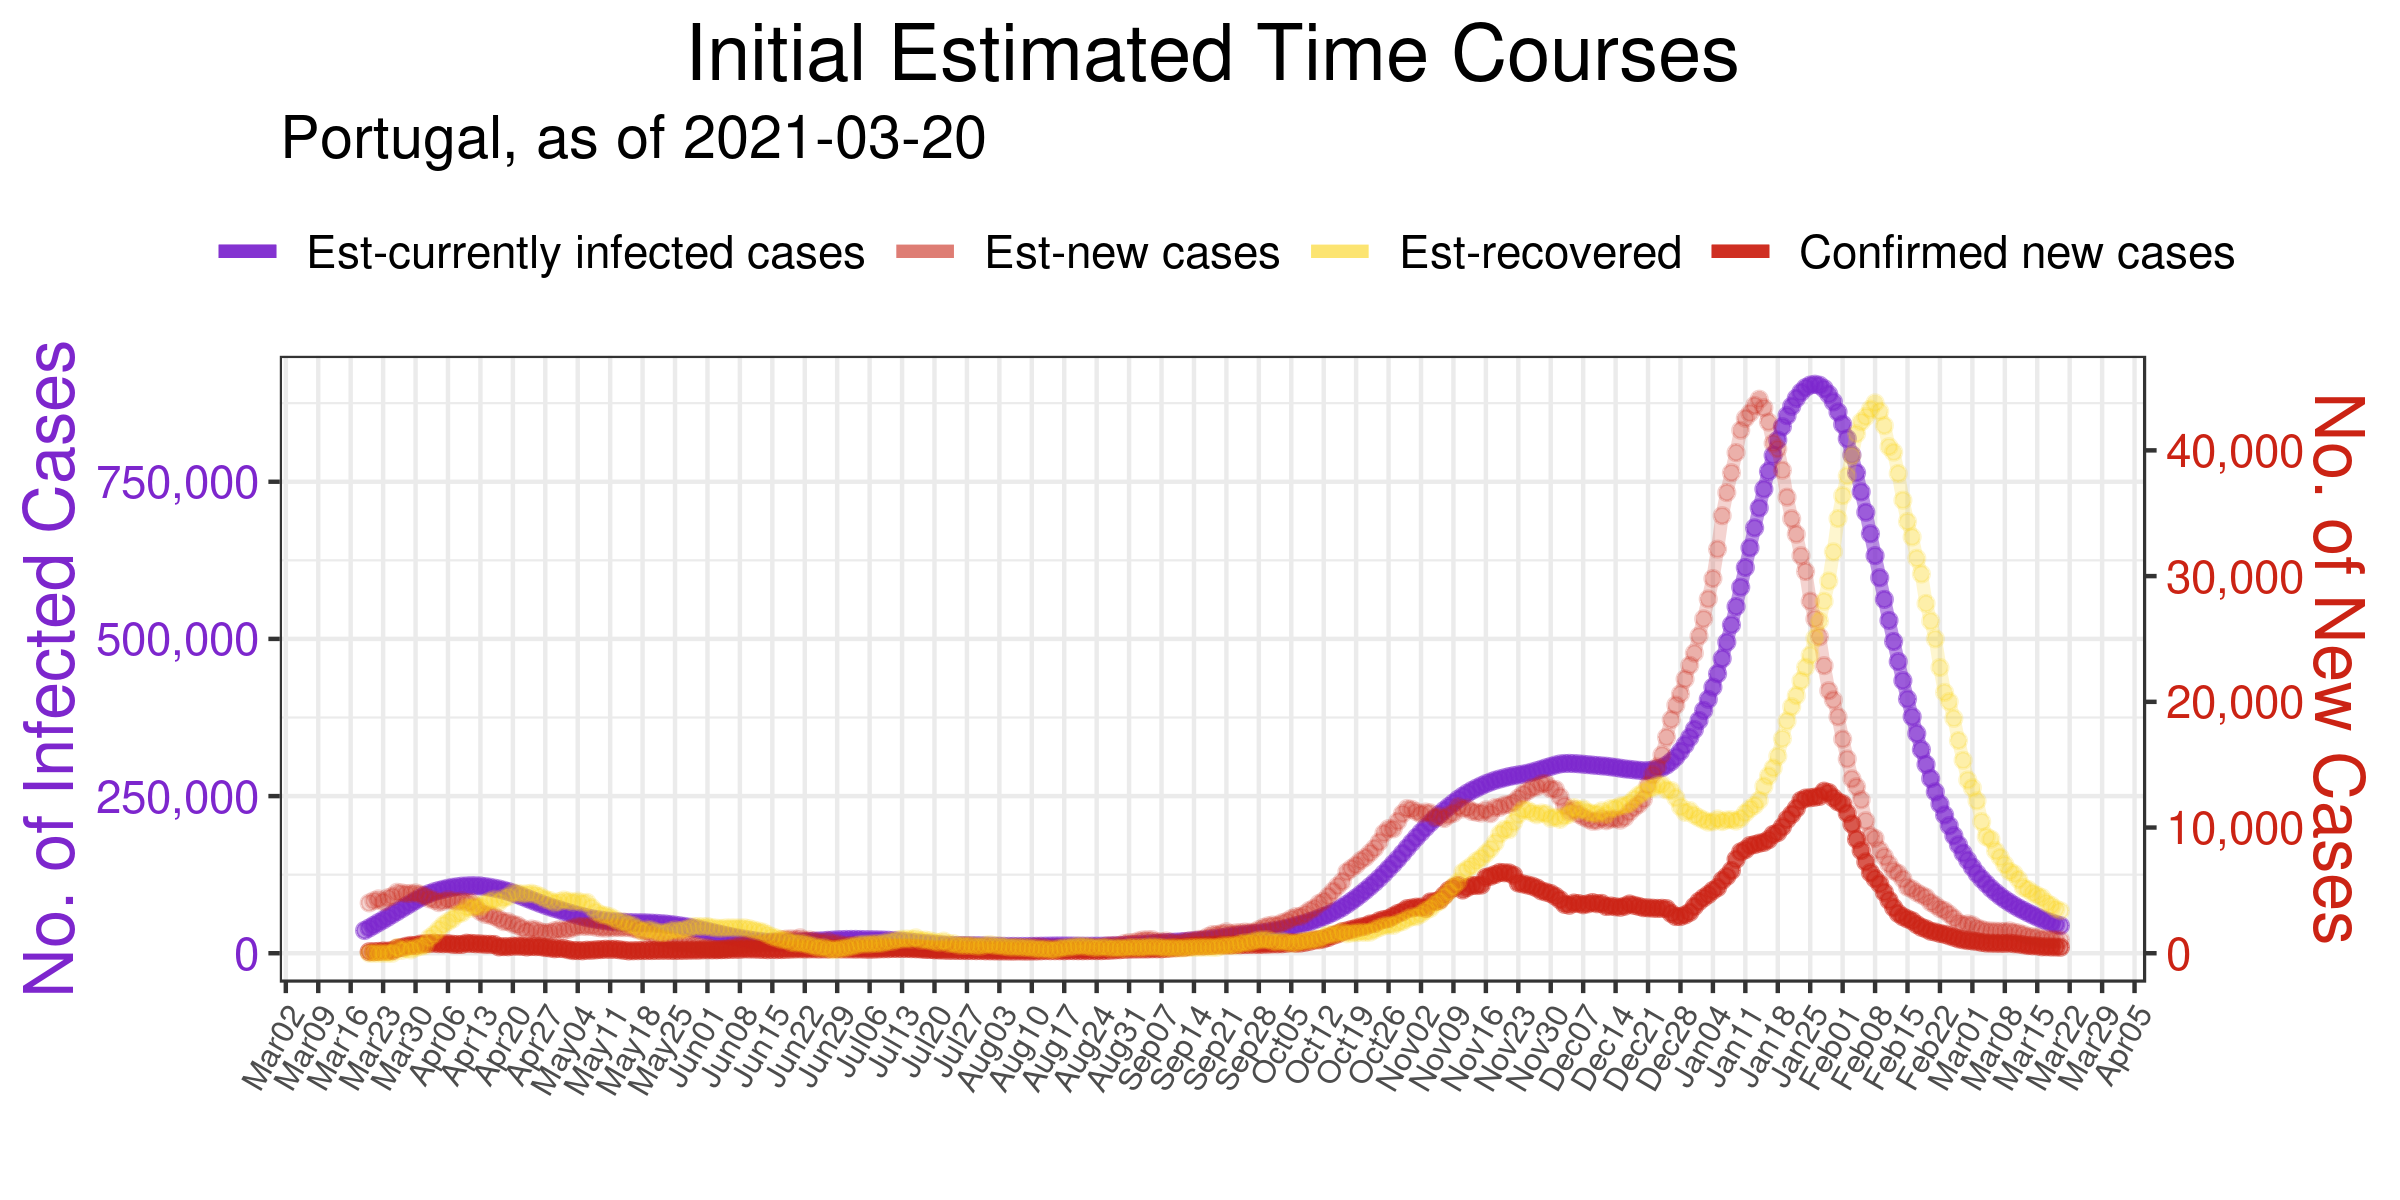 Initial Estimated Time Courses
Portugal, as of 2021-03-20
Est-currently infected cases Est-new cases Est-recovered Confirmed new cases
No. of Infected Cases
750,000
500,000
250,000
0
40,000
30,000
20,000
10,000
0
No. of New Cases
Mar02 Mar09 Mar16 Mar23 Mar30 Apr06 Apr13 Apr20 Apr27 May04 May11 May18 May25 Jun01 Jun08 Jun15 Jun22 Jun29 Jul06 Jul13 Jul20 Jul27 Aug03 Aug10 Aug17 Aug24 Aug31 Sep07 Sep14 Sep21 Sep28 Oct05 Oct12 Oct19 Oct26 Nov02 Nov09 Nov16 Nov23 Nov30 Dec07 Dec14 Dec21 Dec28 Jan04 Jan11 Jan18 Jan25 Feb01 Feb08 Feb15 Feb22 Mar01 Mar08 Mar15 Mar22 Mar29 Apr05